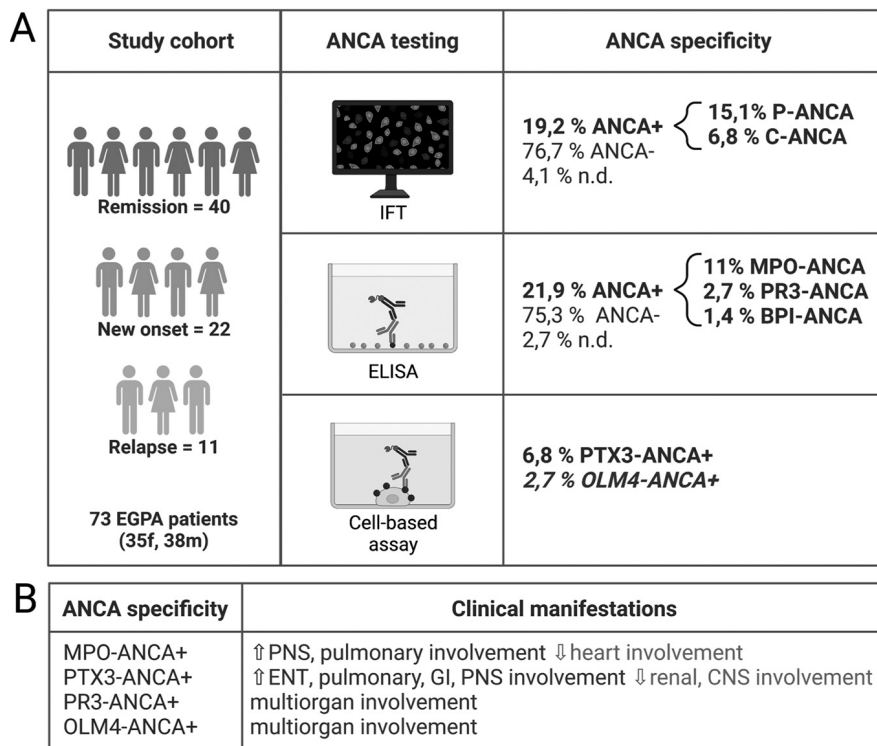 A
Study cohort
ANCA testing
ANCA specificity
Remission = 40
New onset = 22
Relapse = 11
73 EGPA patients
(35f, 38m)
IFT
19,2 % ANCA+
76,7 % ANCA-
4,1 % n.d.
15,1% P-ANCA
6,8 % C-ANCA
ELISA
21,9 % ANCA+
75,3 % ANCA-
2,7 % n.d.
11% MPO-ANCA
2,7 % PR3-ANCA
1,4 % BPI-ANCA
Cell-based
assay
6,8 % PTX3-ANCA+
2,7 % OLM4-ANCA+
B
ANCA specificity
Clinical manifestations
MPO-ANCA+
⇧PNS, pulmonary involvement ⇩heart involvement
PTX3-ANCA+
⇧ENT, pulmonary, GI, PNS involvement ⇩renal, CNS involvement
PR3-ANCA+
multiorgan involvement
OLM4-ANCA+
multiorgan involvement